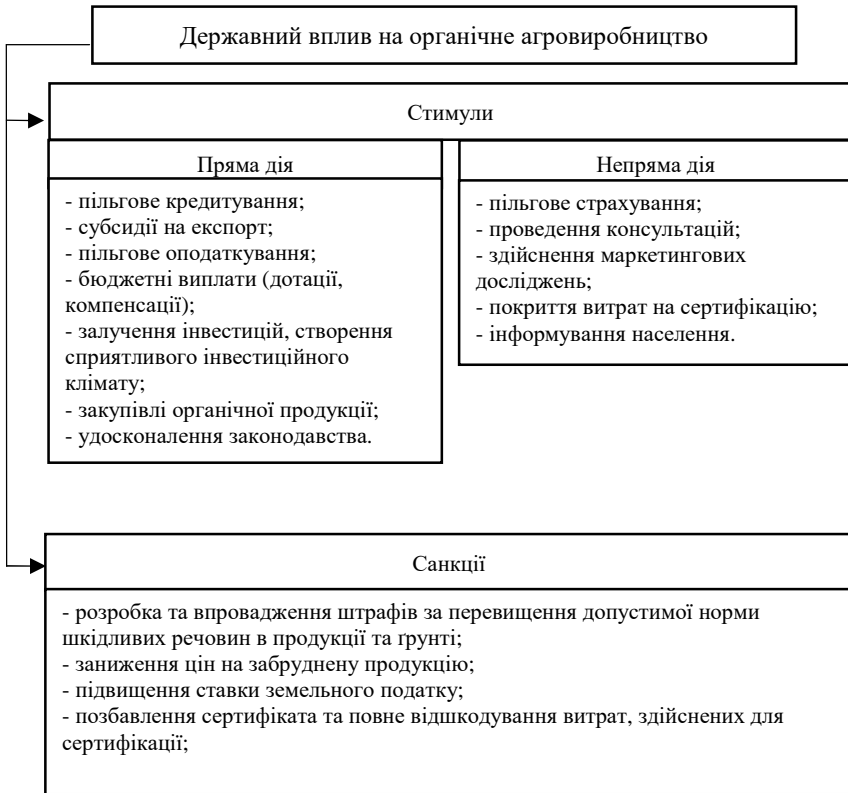 Державний вплив на органічне агровиробництво
Стимули
Пряма дія
- пільгове кредитування;
- субсидії на експорт;
- пільгове оподаткування;
- бюджетні виплати (дотації,
компенсації);
- залучення інвестицій, створення
сприятливого інвестиційного
клімату;
- закупівлі органічної продукції;
- удосконалення законодавства.
Непряма дія
- пільгове страхування;
- проведення консультацій;
- здійснення маркетингових
досліджень;
- покриття витрат на сертифікацію;
- інформування населення.
Санкції
- розробка та впровадження штрафів за перевищення допустимої норми
шкідливих речовин в продукції та ґрунті;
- заниження цін на забруднену продукцію;
- підвищення ставки земельного податку;
- позбавлення сертифіката та повне відшкодування витрат, здійснених для
сертифікації;